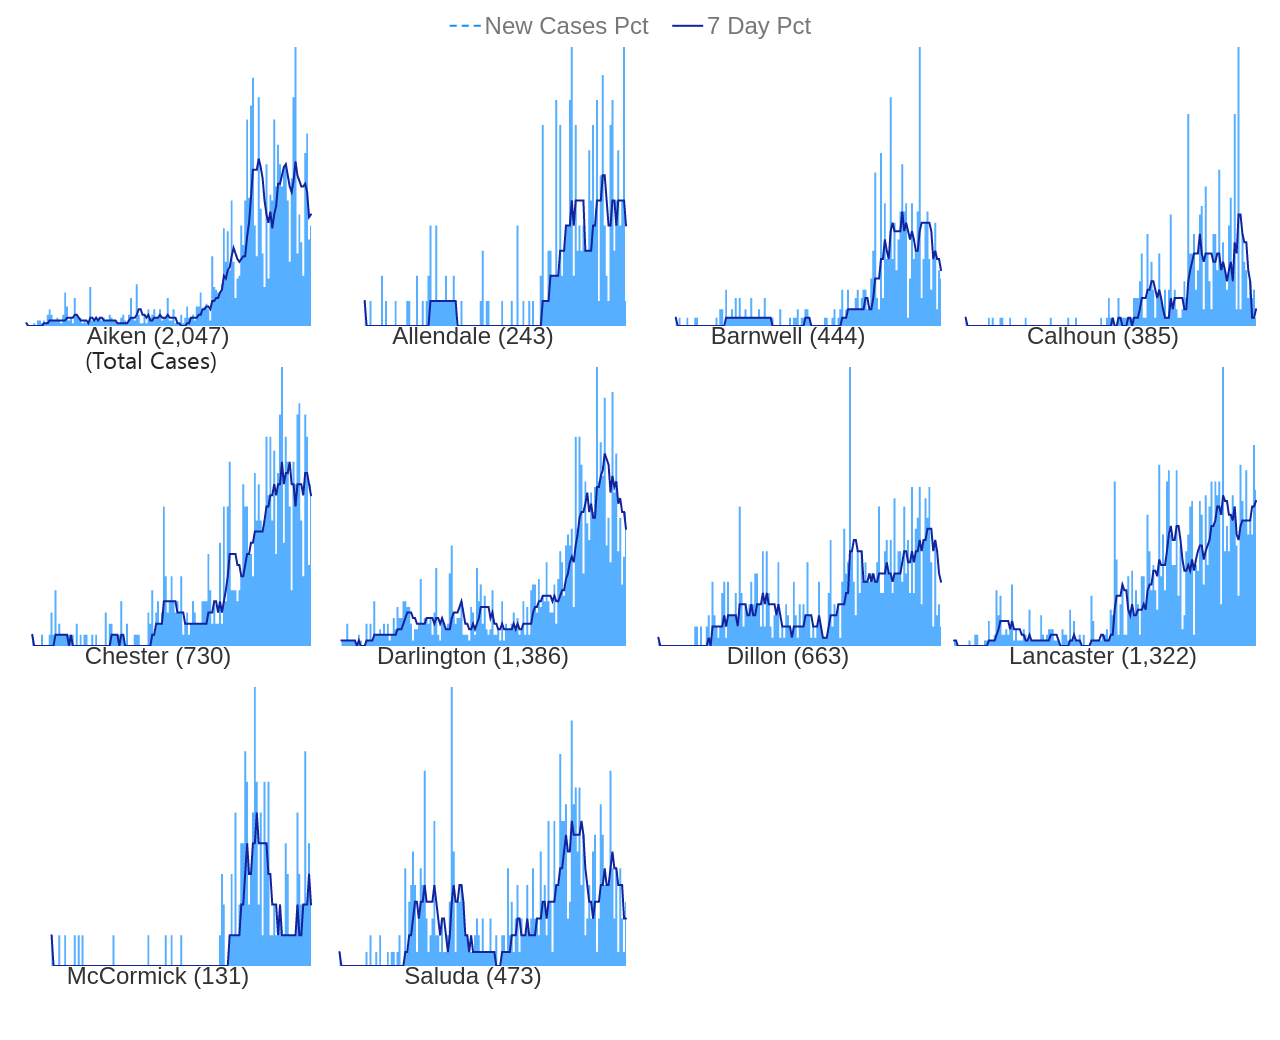 New Cases Pct 7 Day Pct
Aiken (2,047) Allendale (243) Barnwell (444) Calhoun (385)
(Total Cases)
Chester (730) Darlington (1,386) Dillon (663) Lancaster (1,322)
McCormick (131) Saluda (473)